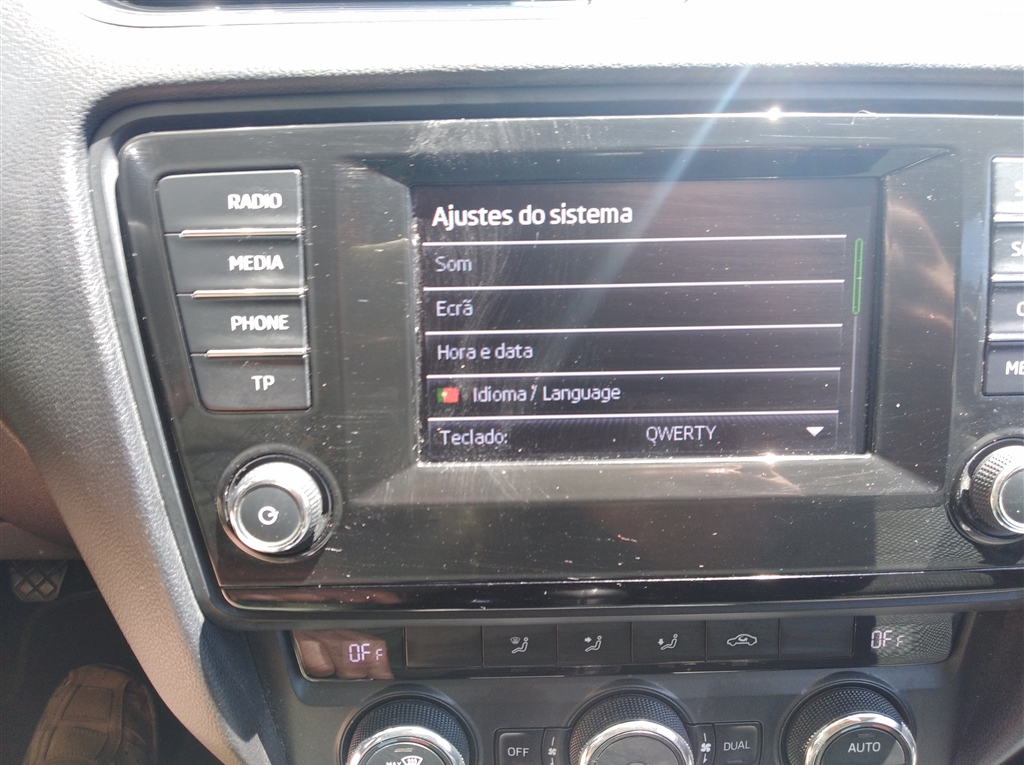 RADIO
MEDIA
PHONE
TP
Ajustes do sistema
Som
Ecrã
Hora e data
Idioma / Language
Teclado: QWERTY
OFF
OFF
MAX
OFF
DUAL
AUTO